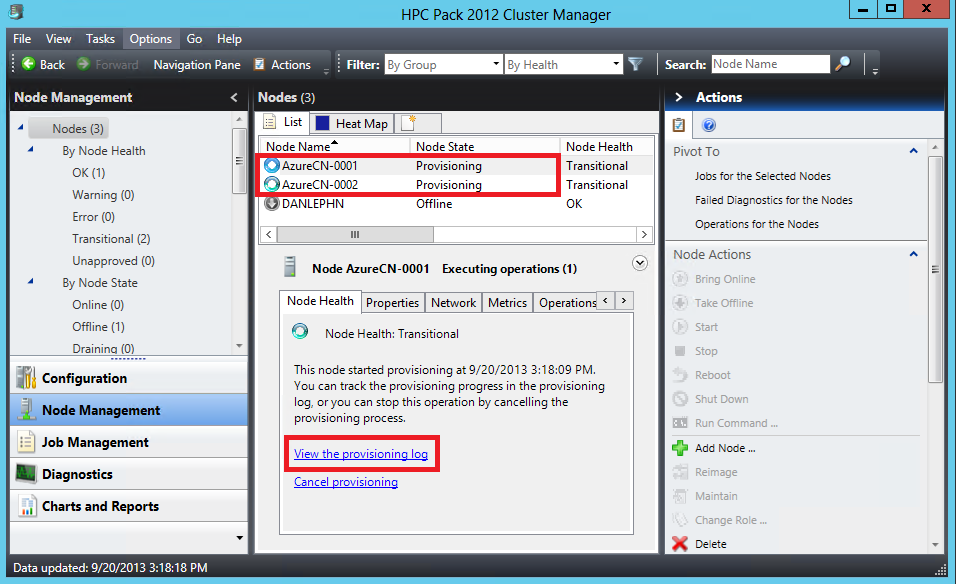 HPC Pack 2012 Cluster Manager
File View Tasks Options Go Help
Back Forward Navigation Pane Actions Filter: By Group By Health Search: Node Name
Node Management
Nodes (3)
By Node Health
OK (1)
Warning (0)
Error (0)
Transitional (2)
Unapproved (0)
By Node State
Online (0)
Offline (1)
Draining (0)
Configuration
Node Management
Job Management
Diagnostics
Charts and Reports
Nodes (3)
List Heat Map
Node Name Node State Node Health
AzureCN-0001 Provisioning Transitional
AzureCN-0002 Provisioning Transitional
DANLEPHN Offline OK
Node AzureCN-0001 Executing operations (1)
Node Health Properties Network Metrics Operations
Node Health: Transitional
This node started provisioning at 9/20/2013 3:18:09 PM.
You can track the provisioning progress in the provisioning
log, or you can stop this operation by cancelling the
provisioning process.
View the provisioning log
Cancel provisioning
Actions
Pivot To
Jobs for the Selected Nodes
Failed Diagnostics for the Nodes
Operations for the Nodes
Node Actions
Bring Online
Take Offline
Start
Stop
Reboot
Shut Down
Run Command ...
Add Node ...
Reimage
Maintain
Change Role ...
Delete
Data updated: 9/20/2013 3:18:18 PM